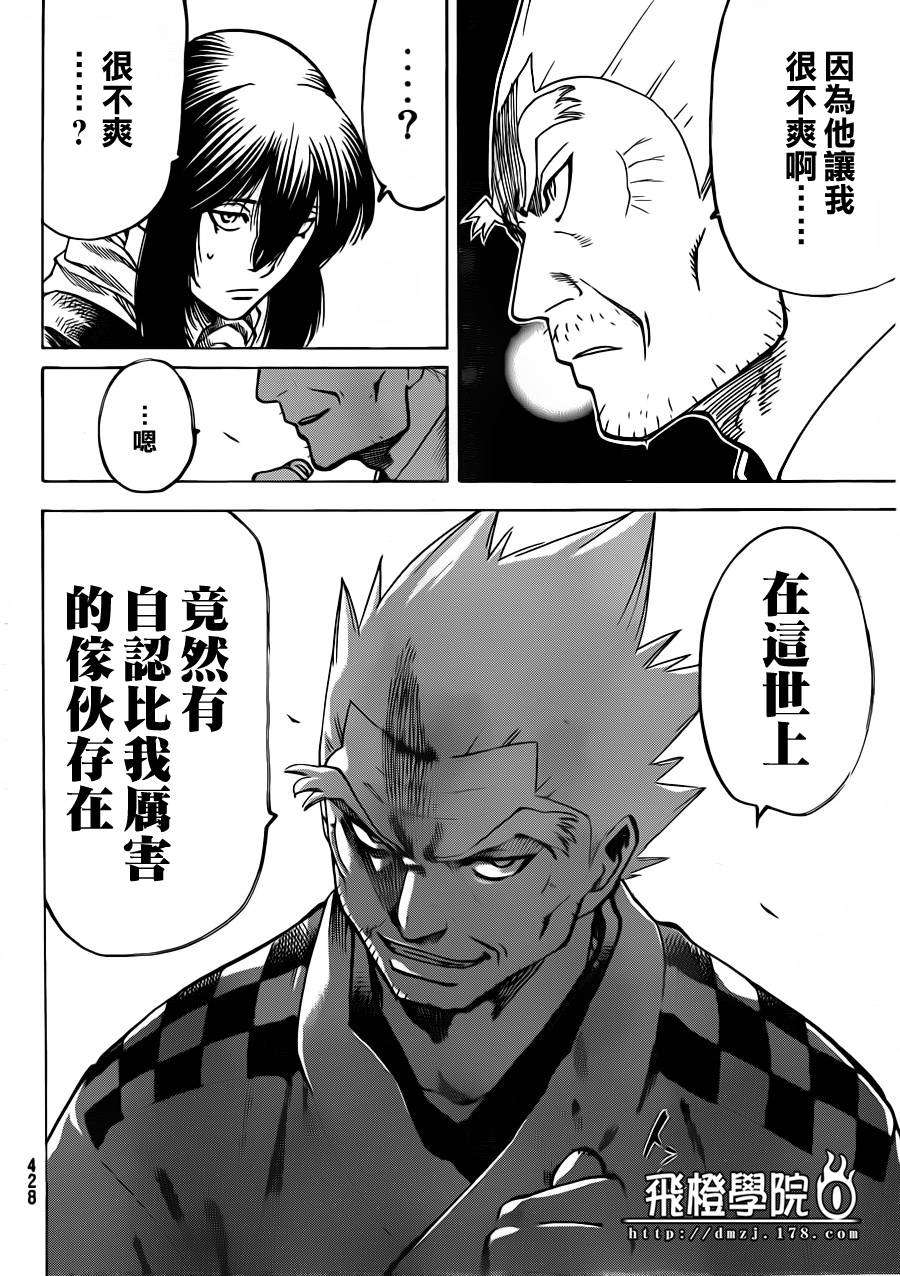 因為他讓我
很不爽啊……
…？
很不爽
……？
…嗯
在這世上
竟然有
自認比我厲害
的傢伙存在
ト
428
飛橙學院
http://dmzj.178.com